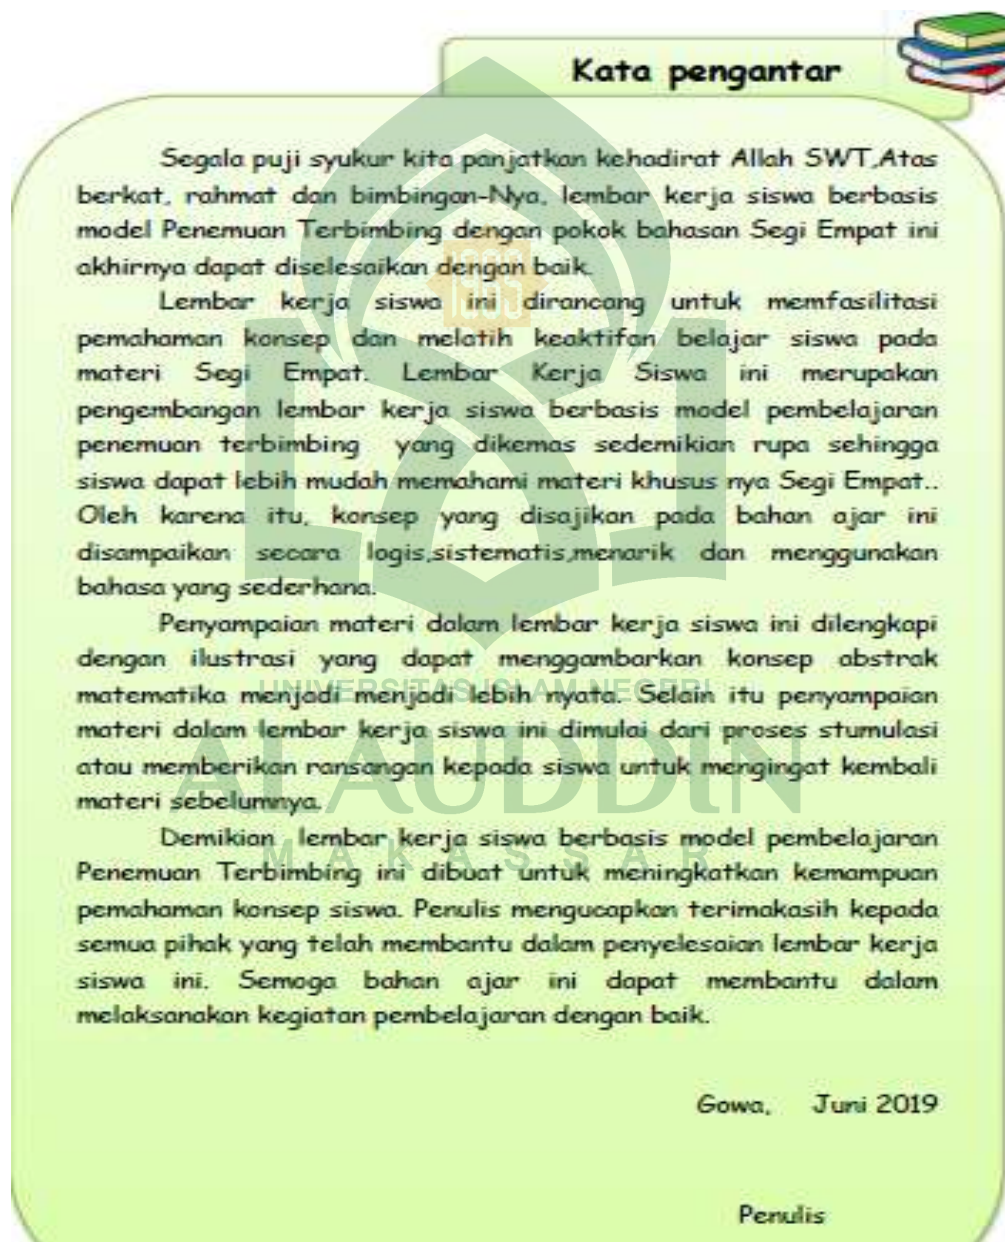 Kata pengantar
Segala puji syukur kita panjatkan kehadirat Allah SWT,Atas
berkat, rahmat dan bimbingan-Nya, lembar kerja siswa berbasis
model Penemuan Terbimbing dengan pokok bahasan Segi Empat ini
akhirnya dapat diselesaikan dengan baik.
1965
Lembar kerja siswa ini dirancang untuk memfasilitasi
pemahaman konsep dan melatih keaktifan belajar siswa pada
materi Segi Empat. Lembar Kerja Siswa ini merupakan
pengembangan lembar kerja siswa berbasis model pembelajaran
penemuan terbimbing yang dikemas sedemikian rupa sehingga
siswa dapat lebih mudah memahami materi khusus nya Segi Empat..
Oleh karena itu, konsep yang disajikan pada bahan ajar ini
disampaikan secara logis,sistematis,menarik dan menggunakan
bahasa yang sederhana.
Penyampaian materi dalam lembar kerja siswa ini dilengkapi
dengan ilustrasi yang dapat menggambarkan konsep abstrak
matematika menjadi menjadi lebih nyata. Selain itu penyampaian
UNIVERSITAS ISLAM NEGERI
materi dalam lembar kerja siswa ini dimulai dari proses stumulasi
atau memberikan ransangan kepada siswa untuk mengingat kembali
ALAUDDIN
materi sebelumnya.
Demikian lembar kerja siswa berbasis model pembelajaran
MAKASSAR
Penemuan Terbimbing ini dibuat untuk meningkatkan kemampuan
pemahaman konsep siswa. Penulis mengucapkan terimakasih kepada
semua pihak yang telah membantu dalam penyelesaian lembar kerja
siswa ini. Semoga bahan ajar ini dapat membantu dalam
melaksanakan kegiatan pembelajaran dengan baik.
Gowa, Juni 2019
Penulis